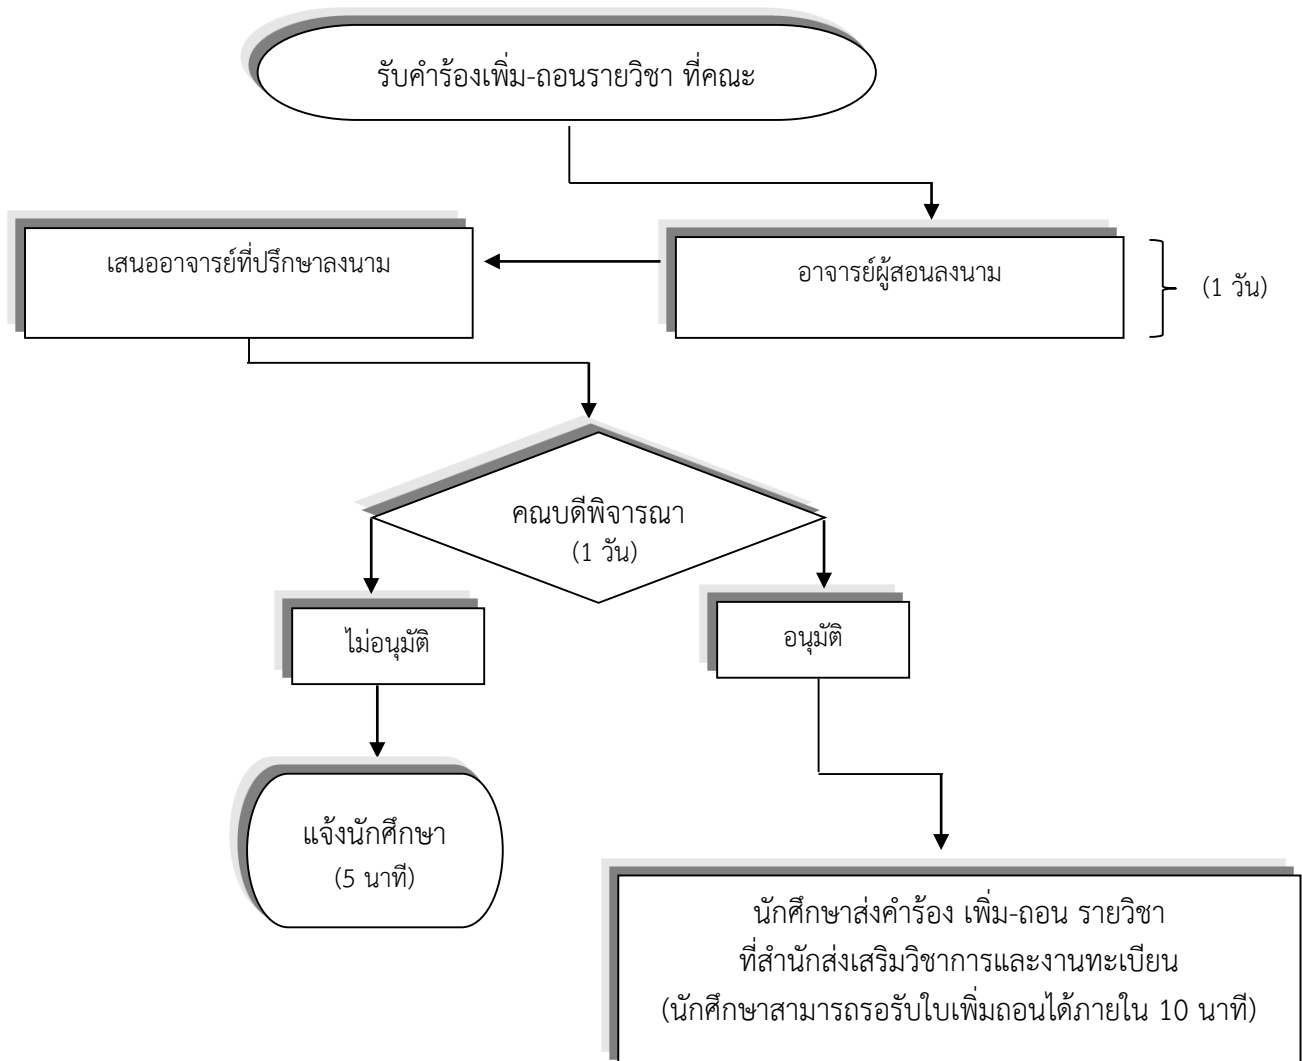 รับคำร้องเพิ่ม-ถอนรายวิชา ที่คณะ
เสนออาจารย์ที่ปรึกษาลงนาม
อาจารย์ผู้สอนลงนาม
(1 วัน)
คณบดีพิจารณา
(1 วัน)
ไม่อนุมัติ
อนุมัติ
แจ้งนักศึกษา
(5 นาที)
นักศึกษาส่งคำร้อง เพิ่ม-ถอน รายวิชา
ที่สำนักส่งเสริมวิชาการและงานทะเบียน
(นักศึกษาสามารถรอรับใบเพิ่มถอนได้ภายใน 10 นาที)